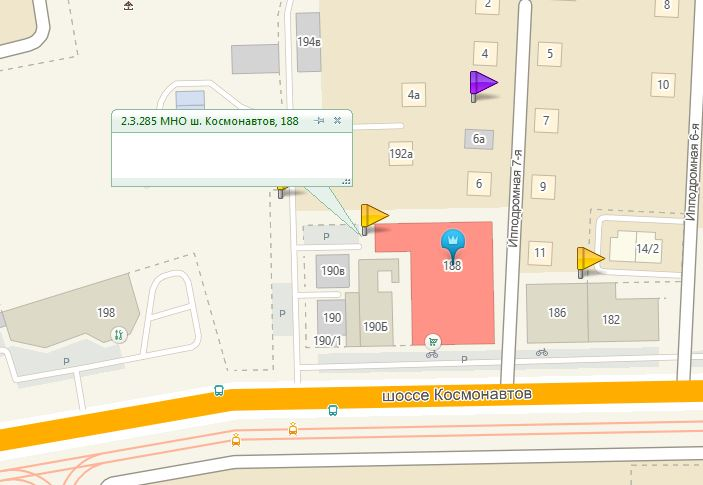 2
8
194в
4
5
10
4а
2.3.285 МНО ш. Космонавтов, 188
7
6а
192а
Ипподромная 7-я
Ипподромная 6-я
6
9
Р
11
14/2
190в
188
198
190
190Б
186
182
190/1
Р
Р
Р
шоссе Космонавтов